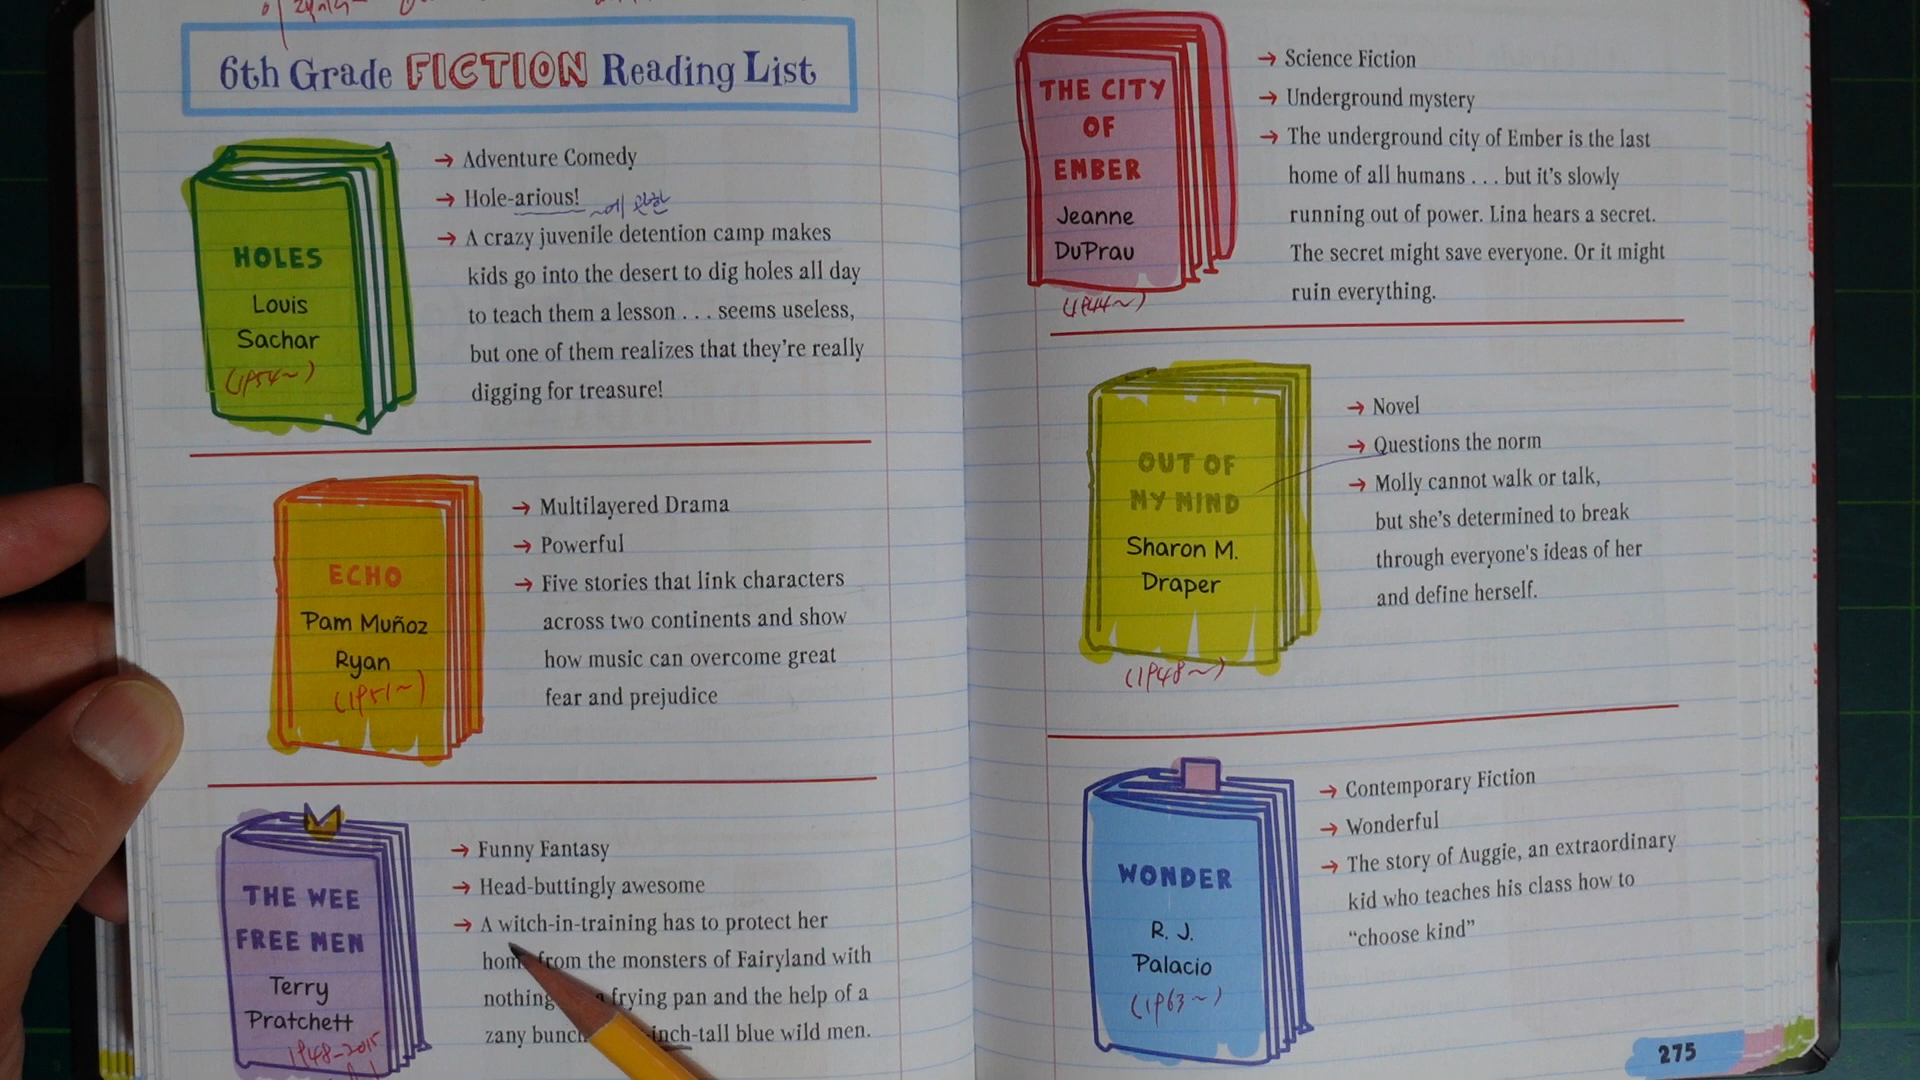 6th Grade FICTION Reading List
HOLES
Louis
Sachar
(1954~)
→ Adventure Comedy
→ Hole-arious! ~에 관한
→ A crazy juvenile detention camp makes
kids go into the desert to dig holes all day
to teach them a lesson . . . seems useless,
but one of them realizes that they're really
digging for treasure!
ECHO
Pam Muñoz
Ryan
(1951~)
→ Multilayered Drama
→ Powerful
→ Five stories that link characters
across two continents and show
how music can overcome great
fear and prejudice
THE WEE
FREE MEN
Terry
Pratchett
1948-2015
→ Funny Fantasy
→ Head-buttingly awesome
→ A witch-in-training has to protect her
from the monsters of Fairyland with
nothing frying pan and the help of a
zany inch-tall blue wild men.
THE CITY
OF
EMBER
Jeanne
DuPrau
(1944~)
→ Science Fiction
→ Underground mystery
→ The underground city of Ember is the last
home of all humans . . . but it's slowly
running out of power. Lina hears a secret.
The secret might save everyone. Or it might
ruin everything.
OUT OF
MY MIND
Sharon M.
Draper
(1948~)
→ Novel
→ Questions the norm
→ Molly cannot walk or talk,
but she's determined to break
through everyone's ideas of her
and define herself.
WONDER
R. J.
Palacio
(1963~)
→ Contemporary Fiction
→ Wonderful
→ The story of Auggie, an extraordinary
kid who teaches his class how to
"choose kind"
275